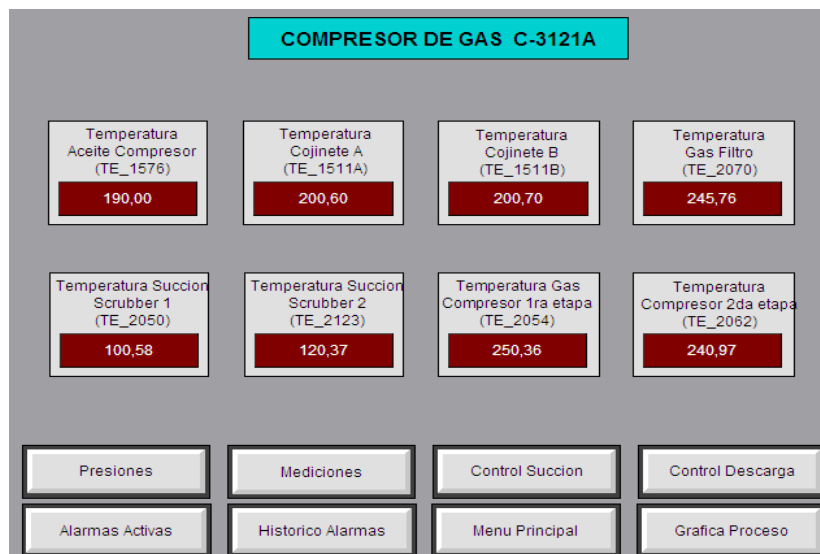 COMPRESOR DE GAS C-3121A
Temperatura
Aceite Compresor
(TE_1576)
190,00
Temperatura
Cojinete A
(TE_1511A)
200,60
Temperatura
Cojinete B
(TE_1511B)
200,70
Temperatura
Gas Filtro
(TE_2070)
245,76
Temperatura Succion
Scrubber 1
(TE_2050)
100,58
Temperatura Succion
Scrubber 2
(TE_2123)
120,37
Temperatura Gas
Compresor 1ra etapa
(TE_2054)
250,36
Temperatura
Compresor 2da etapa
(TE_2062)
240,97
Presiones
Mediciones
Control Succion
Control Descarga
Alarmas Activas
Historico Alarmas
Menu Principal
Grafica Proceso